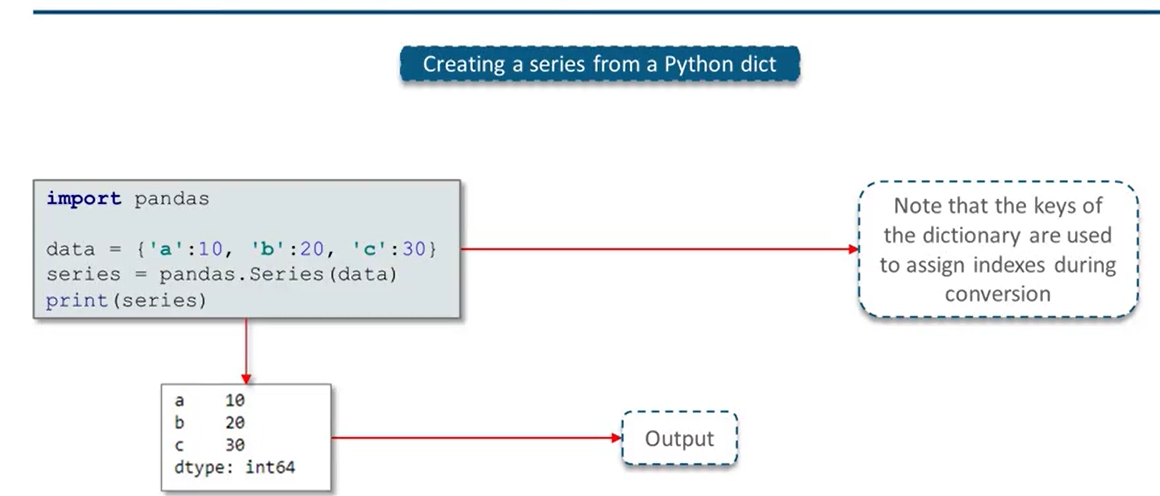 Creating a series from a Python dict
import pandas
data = {'a':10, 'b':20, 'c':30}
series = pandas.Series(data)
print(series)
Note that the keys of
the dictionary are used
to assign indexes during
conversion
a 10
b 20
c 30
dtype: int64
Output